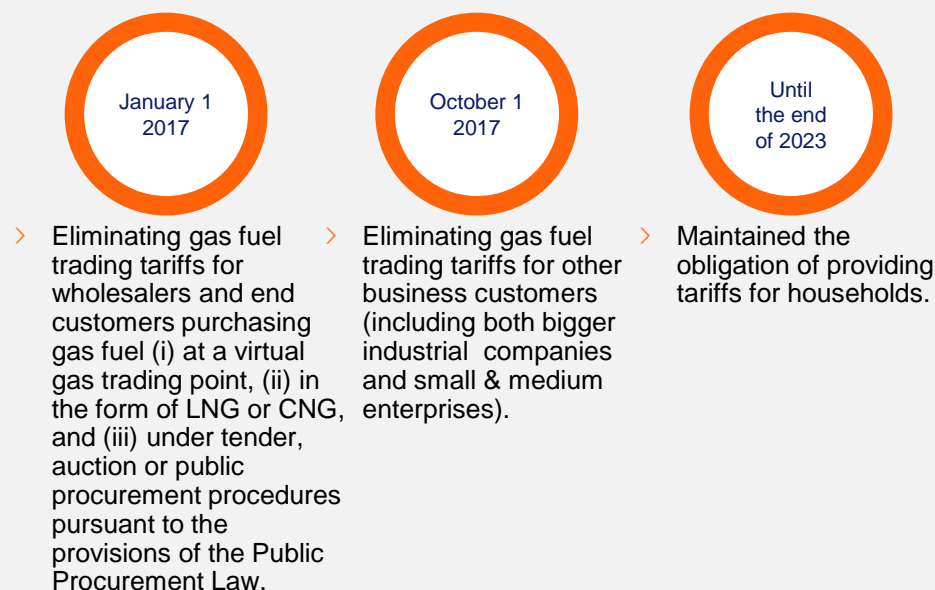 January 1
2017
Eliminating gas fuel
trading tariffs for
wholesalers and end
customers purchasing
gas fuel (i) at a virtual
gas trading point, (ii) in
the form of LNG or CNG,
and (iii) under tender,
auction or public
procurement procedures
pursuant to the
provisions of the Public
Procurement Law.
October 1
2017
Eliminating gas fuel
trading tariffs for other
business customers
(including both bigger
industrial companies
and small & medium
enterprises).
Until
the end
of 2023
Maintained the
obligation of providing
tariffs for households.